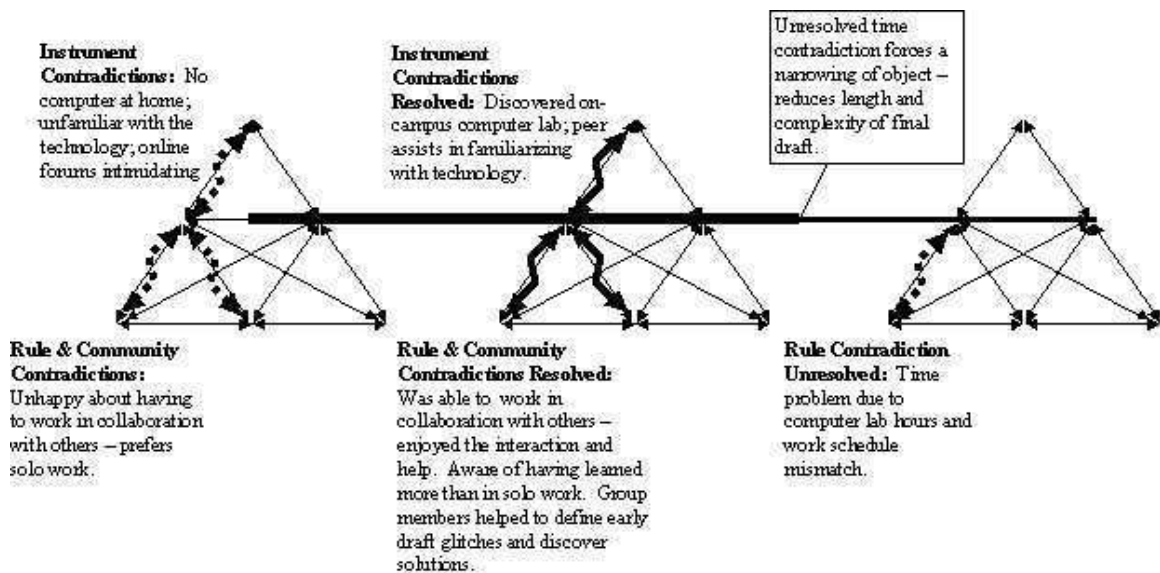 Instrument
Contradictions: No
computer at home;
unfamiliar with the
technology; online
forums intimidating
Instrument
Contradictions
Resolved: Discovered on-
campus computer lab; peer
assists in familiarizing
with technology.
Unresolved time
contradiction forces a
narrowing of object –
reduces length and
complexity of final
draft.
Rule & Community
Contradictions:
Unhappy about having
to work in collaboration
with others – prefers
solo work.
Rule & Community
Contradictions Resolved:
Was able to work in
collaboration with others –
enjoyed the interaction and
help. Aware of having learned
more than in solo work. Group
members helped to define early
draft glitches and discover
solutions.
Rule Contradiction
Unresolved: Time
problem due to
computer lab hours and
work schedule
mismatch.